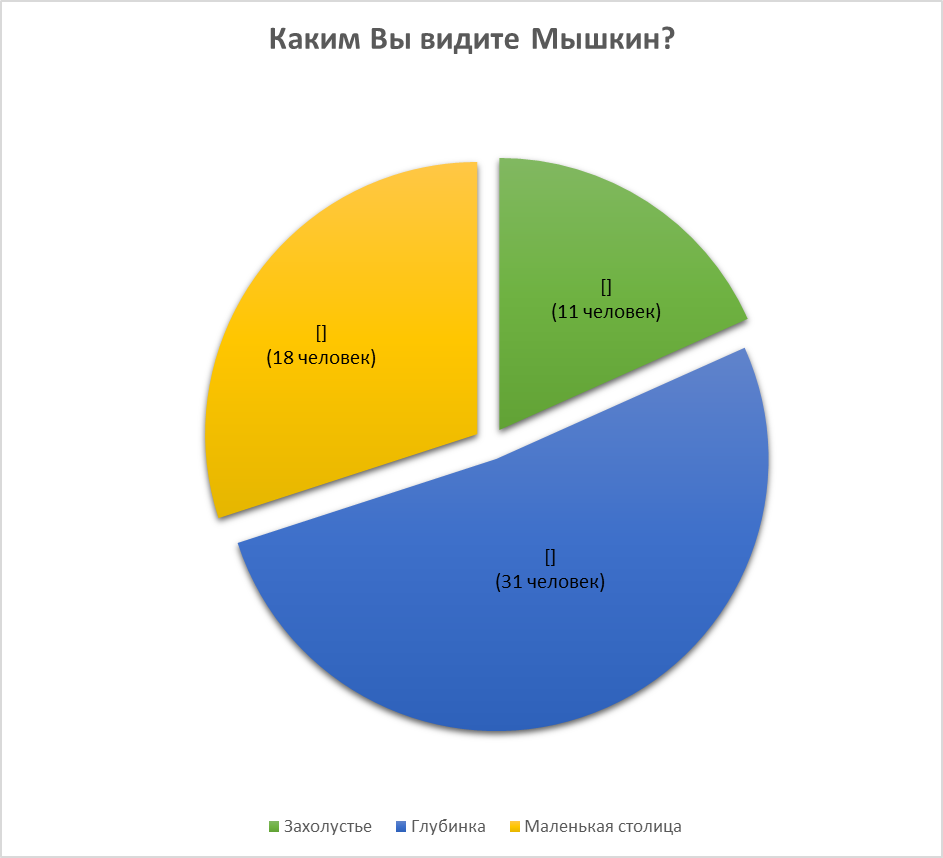 Каким Вы видите Мышкин?
[]
(11 человек)
[]
(18 человек)
[]
(31 человек)
Захолустье
Глубинка
Маленькая столица